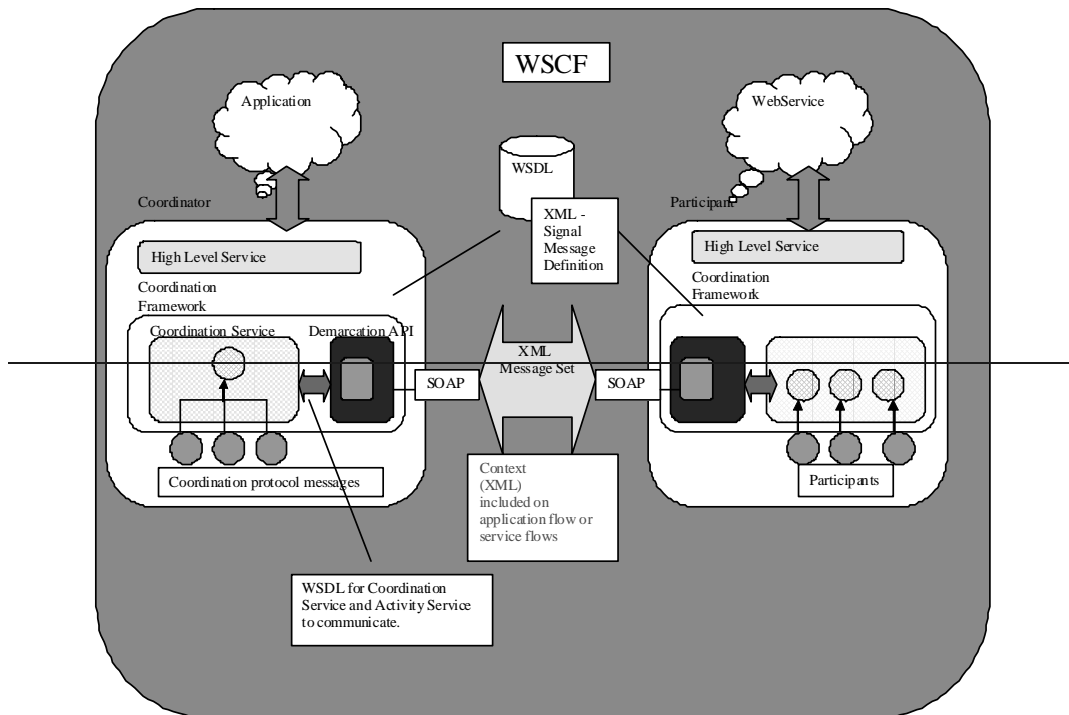 WSCF
Application
WebService
WSDL
Coordinator
Participant
XML -
Signal
Message
Definition
High Level Service
High Level Service
Coordination
Framework
Coordination
Framework
Coordination Service
Demarcation API
XML
Message Set
SOAP
SOAP
Coordination protocol messages
Participants
Context
(XML)
included on
application flow or
service flows
WSDL for Coordination
Service and Activity Service
to communicate.